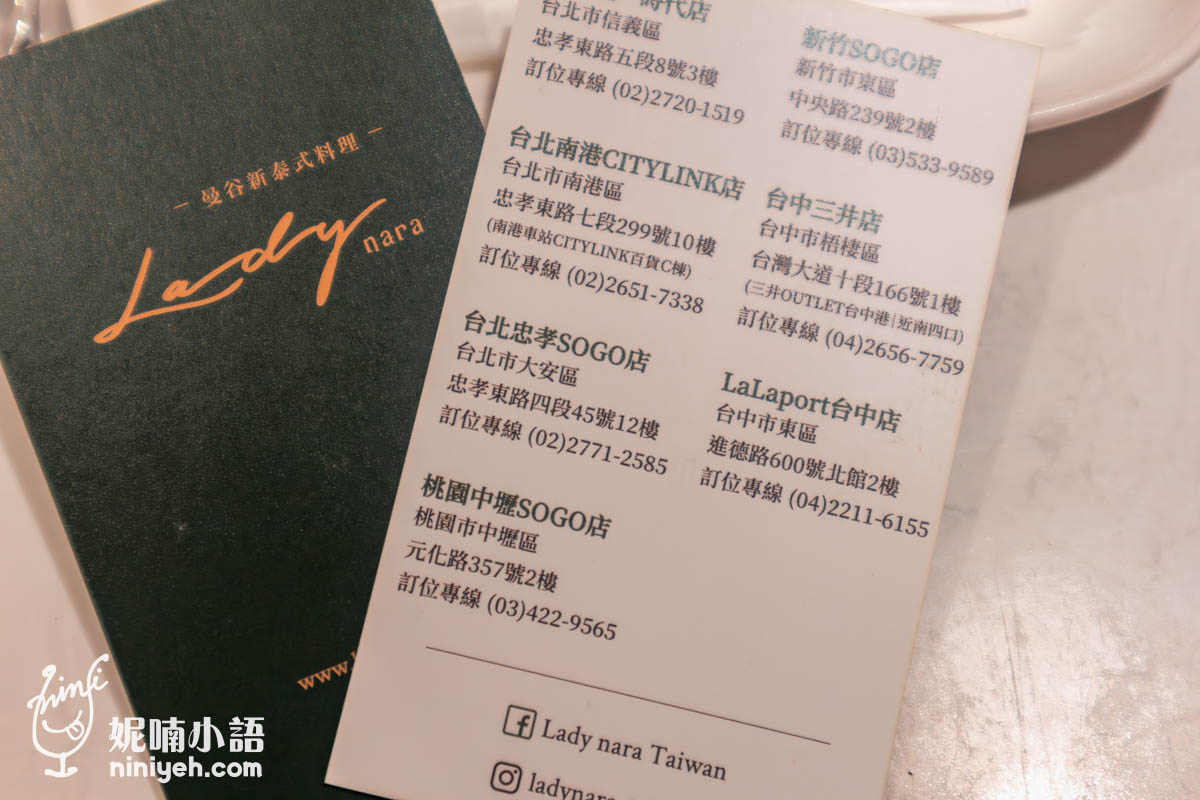 曼谷新泰式料理
Lady nara
www.
時代店
台北市信義區
忠孝東路五段8號3樓
訂位專線 (02)2720-1519
台北南港CITYLINK店
台北市南港區
忠孝東路七段299號10樓
(南港車站CITYLINK百貨C棟)
訂位專線 (02)2651-7338
台北忠孝SOGO店
台北市大安區
忠孝東路四段45號12樓
訂位專線 (02)2771-2585
桃園中壢SOGO店
桃園市中壢區
元化路357號2樓
訂位專線 (03)422-9565
新竹SOGO店
新竹市東區
中央路239號2樓
訂位專線 (03)533-9589
台中三井店
台中市梧棲區
台灣大道十段166號1樓
(三井OUTLET台中港|近南四口)
訂位專線 (04)2656-7759
LaLaport台中店
台中市東區
進德路600號北館2樓
訂位專線 (04)2211-6155
Lady nara Taiwan
ladynara
妮喃小語
niniyeh.com